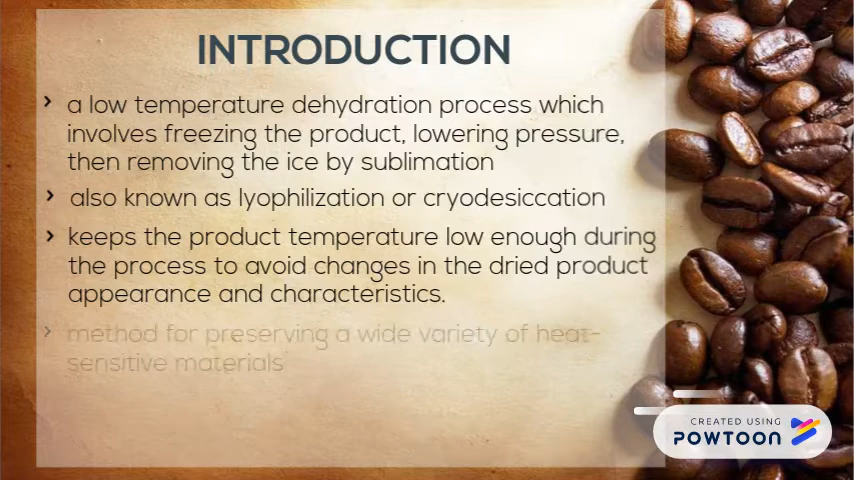 INTRODUCTION
› a low temperature dehydration process which
involves freezing the product, lowering pressure,
then removing the ice by sublimation
› also known as lyophilization or cryodesiccation
› keeps the product temperature low enough during
the process to avoid changes in the dried product
appearance and characteristics.
› method for preserving a wide variety of heat-
sensitive materials
CREATED USING
POWTOON